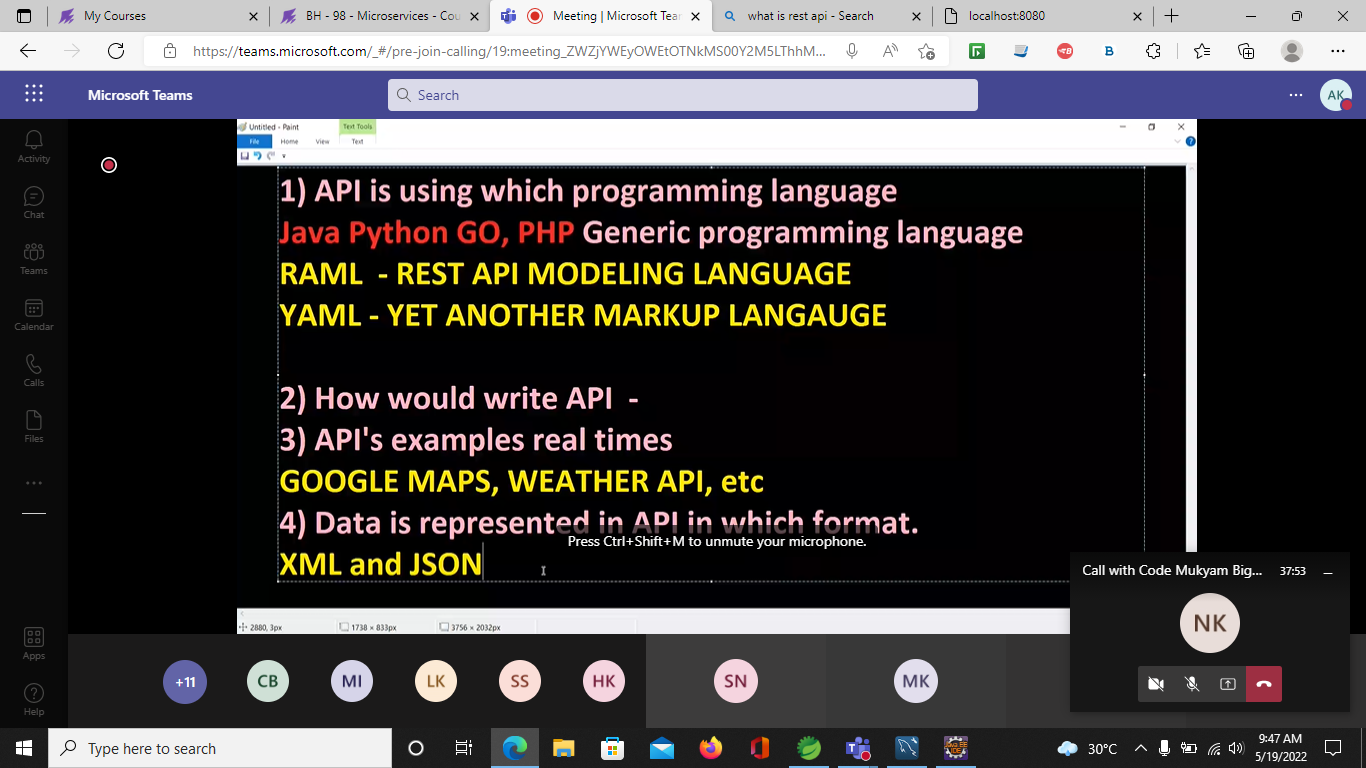 My Courses
BH - 98 - Microservices - Cou
Meeting | Microsoft Tea
what is rest api - Search
localhost:8080
https://teams.microsoft.com/_#/pre-join-calling/19:meeting_ZWZjYWEyOWEtOTNkMS00Y2M5LThhM...
Microsoft Teams
Search
AK
Activity
Chat
Teams
Calendar
Calls
Files
Apps
Help
Untitled - Paint
Text Tools
File Home View Text
1) API is using which programming language
Java Python GO, PHP Generic programming language
RAML - REST API MODELING LANGUAGE
YAML - YET ANOTHER MARKUP LANGAUGE
2) How would write API -
3) API's examples real times
GOOGLE MAPS, WEATHER API, etc
4) Data is represented in API in which format.
Press Ctrl+Shift+M to unmute your microphone.
XML and JSON
2880, 3px 1738 × 833px 3756 × 2032px
Call with Code Mukyam Big... 37:53
NK
+11 CB MI LK SS HK SN MK
Type here to search
30°C
9:47 AM
5/19/2022